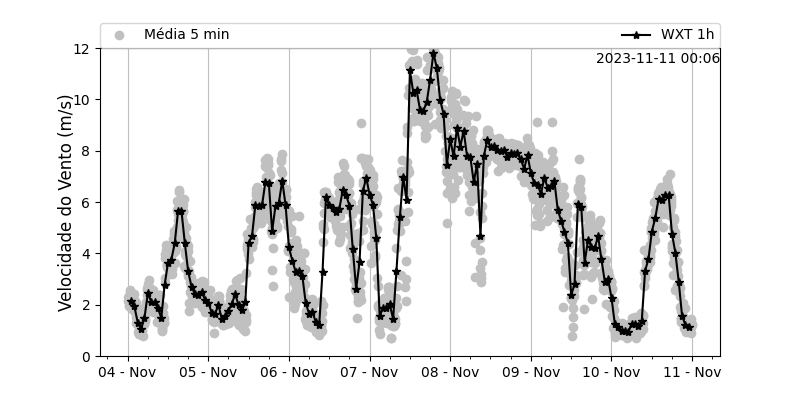 Média 5 min
WXT 1h
2023-11-11 00:06
Velocidade do Vento (m/s)
12
10
8
6
4
2
0
04 - Nov
05 - Nov
06 - Nov
07 - Nov
08 - Nov
09 - Nov
10 - Nov
11 - Nov